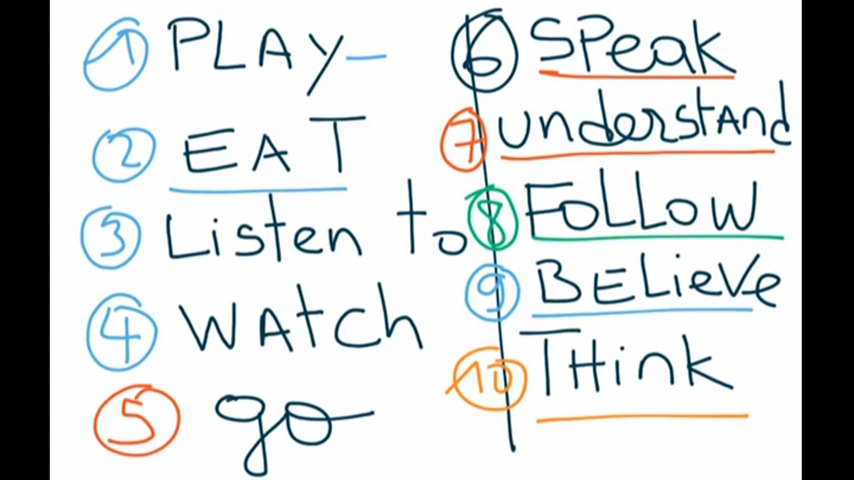 1 PLAY-
2 EAT
3 Listen to
4 WAtch
5 go
6 SPeak
7 understAnd
8 FoLLow
9 BELieve
10 THink